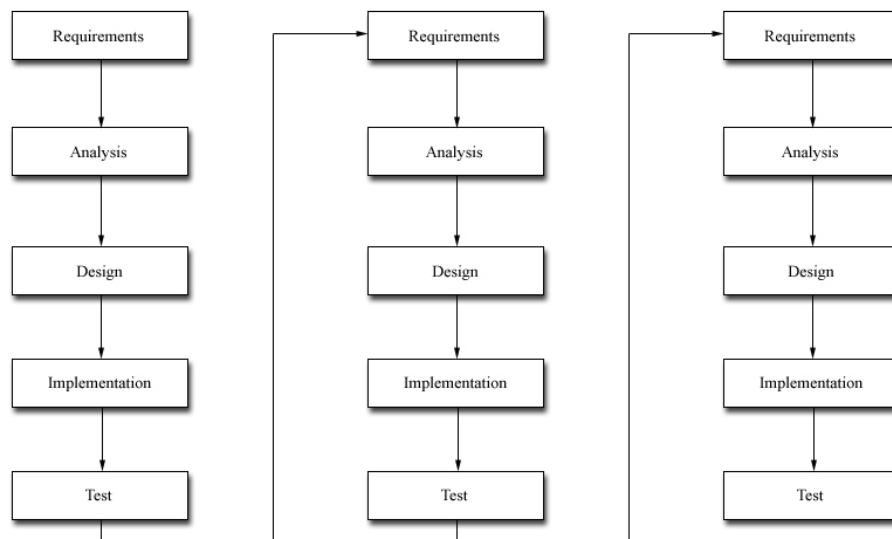 Requirements
Analysis
Design
Implementation
Test
Requirements
Analysis
Design
Implementation
Test
Requirements
Analysis
Design
Implementation
Test